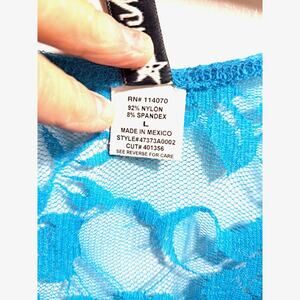 RN# 114070
92% NYLON
8% SPANDEX
L
MADE IN MEXICO
STYLE#47373A0002
CUT# 401356
SEE REVERSE FOR CARE